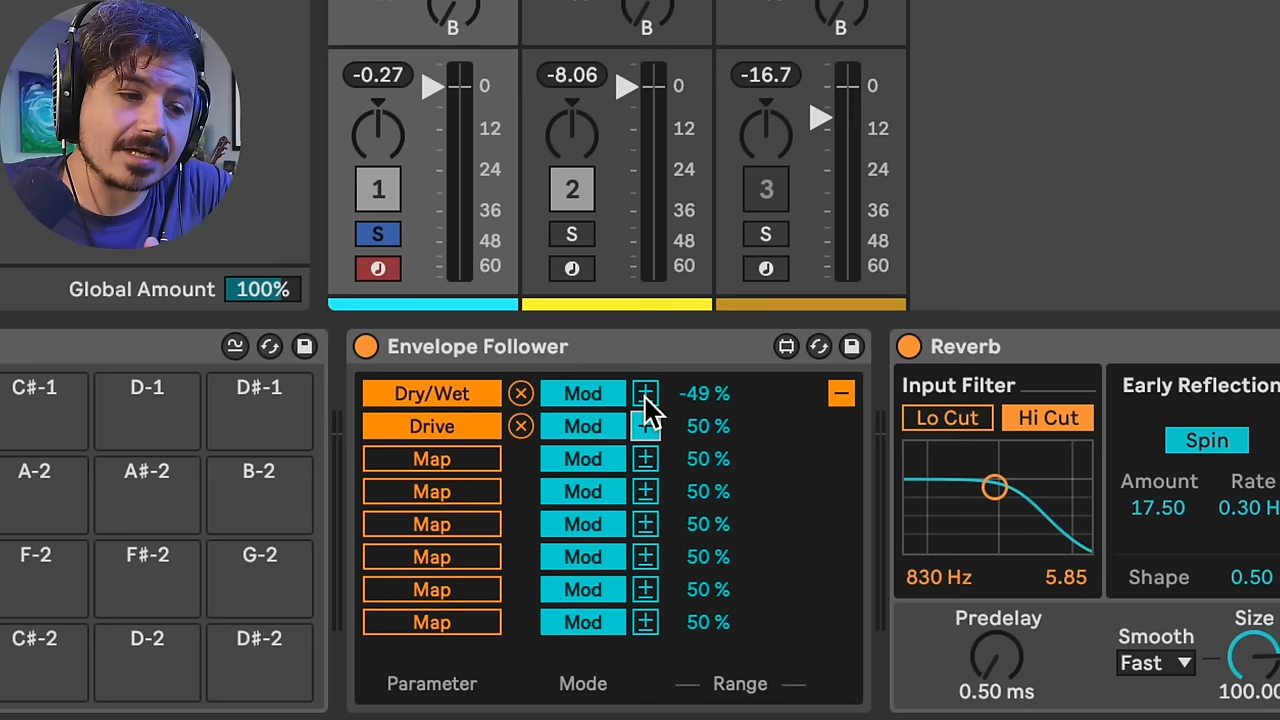 B B B
-0.27 0 -8.06 0 -16.7 0
12 12 12
24 24 24
1 2 3
36 36 36
S S S
48 48 48
60 60 60
Global Amount 100%
C#-1 D-1 D#-1
A-2 A#-2 B-2
F-2 F#-2 G-2
C#-2 D-2 D#-2
Envelope Follower
Dry/Wet Mod ± -49 % −
Drive Mod 50 %
Map Mod ± 50 %
Map Mod ± 50 %
Map Mod ± 50 %
Map Mod ± 50 %
Map Mod ± 50 %
Map Mod ± 50 %
Parameter Mode Range
Reverb
Input Filter
Lo Cut Hi Cut
830 Hz 5.85
Predelay
0.50 ms
Early Reflection
Spin
Amount Rate
17.50 0.30 H
Shape 0.50
Smooth Size
Fast 100.00